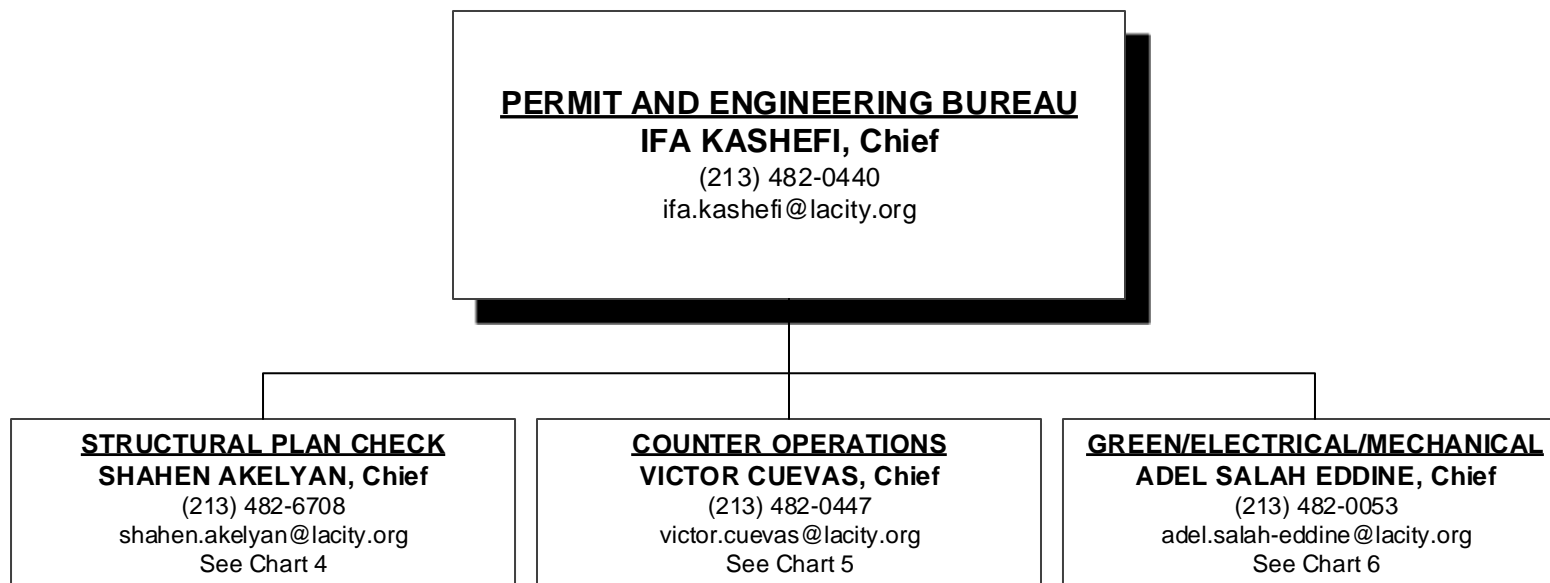 PERMIT AND ENGINEERING BUREAU
IFA KASHEFI, Chief
(213) 482-0440
ifa.kashefi@lacity.org
STRUCTURAL PLAN CHECK
SHAHEN AKELYAN, Chief
(213) 482-6708
shahen.akelyan@lacity.org
See Chart 4
COUNTER OPERATIONS
VICTOR CUEVAS, Chief
(213) 482-0447
victor.cuevas@lacity.org
See Chart 5
GREEN/ELECTRICAL/MECHANICAL
ADEL SALAH EDDINE, Chief
(213) 482-0053
adel.salah-eddine@lacity.org
See Chart 6